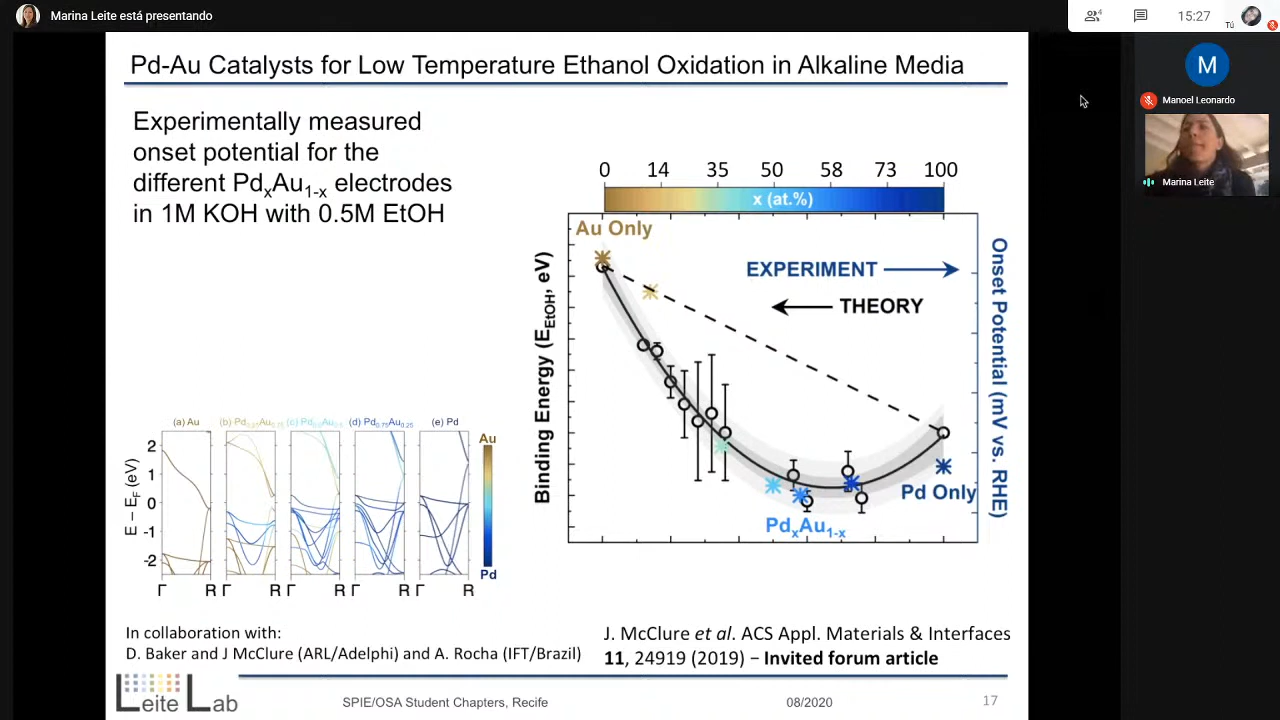 Marina Leite está presentando
4
15:27
Tú
M
Manoel Leonardo
Marina Leite
Pd-Au Catalysts for Low Temperature Ethanol Oxidation in Alkaline Media
Experimentally measured
onset potential for the
different PdxAu1-x electrodes
in 1M KOH with 0.5M EtOH
0 14 35 50 58 73 100
x (at.%)
Au Only
EXPERIMENT
THEORY
Binding Energy (EEtOH, eV)
Onset Potential (mV vs. RHE)
Pd Only
PdxAu1-x
(a) Au
(d) Pd0.75Au0.25
(e) Pd
Au
Pd
E − EF (eV)
2
1
0
-1
-2
Γ R Γ R Γ R Γ R Γ R
In collaboration with:
D. Baker and J McClure (ARL/Adelphi) and A. Rocha (IFT/Brazil)
J. McClure et al. ACS Appl. Materials & Interfaces
11, 24919 (2019) – Invited forum article
Leite Lab
SPIE/OSA Student Chapters, Recife
08/2020
17